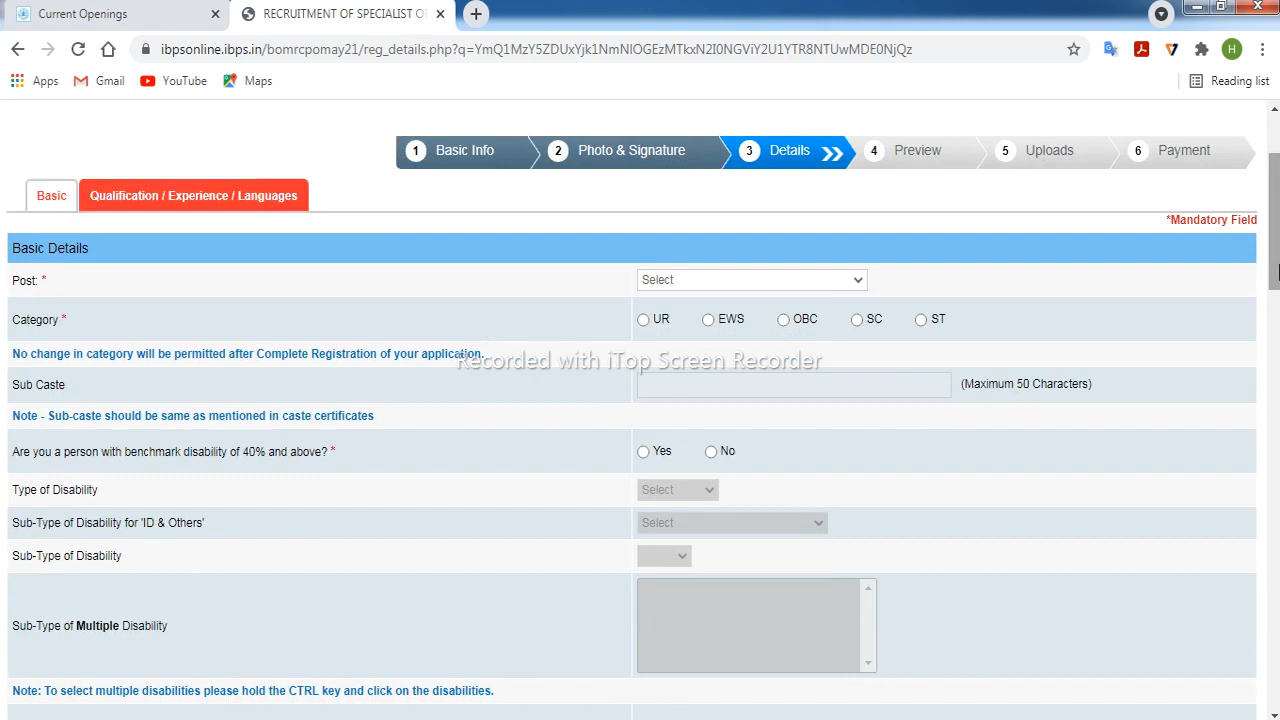 Current Openings
RECRUITMENT OF SPECIALIST OF
ibpsonline.ibps.in/bomrcpomay21/reg_details.php?q=YmQ1MzY5ZDUxYjk1NmNlOGEzMTkxN2I0NGViY2U1YTR8NTUwMDE0NjQc
H
Apps Gmail YouTube Maps Reading list
1 Basic Info 2 Photo & Signature 3 Details 4 Preview 5 Uploads 6 Payment
Basic Qualification / Experience / Languages
*Mandatory Field
Basic Details
Post: * Select
Category * UR EWS OBC SC ST
No change in category will be permitted after Complete Registration of your application.
Recorded with iTop Screen Recorder
Sub Caste (Maximum 50 Characters)
Note - Sub-caste should be same as mentioned in caste certificates
Are you a person with benchmark disability of 40% and above? * Yes No
Type of Disability Select
Sub-Type of Disability for 'ID & Others' Select
Sub-Type of Disability
Sub-Type of Multiple Disability
Note: To select multiple disabilities please hold the CTRL key and click on the disabilities.